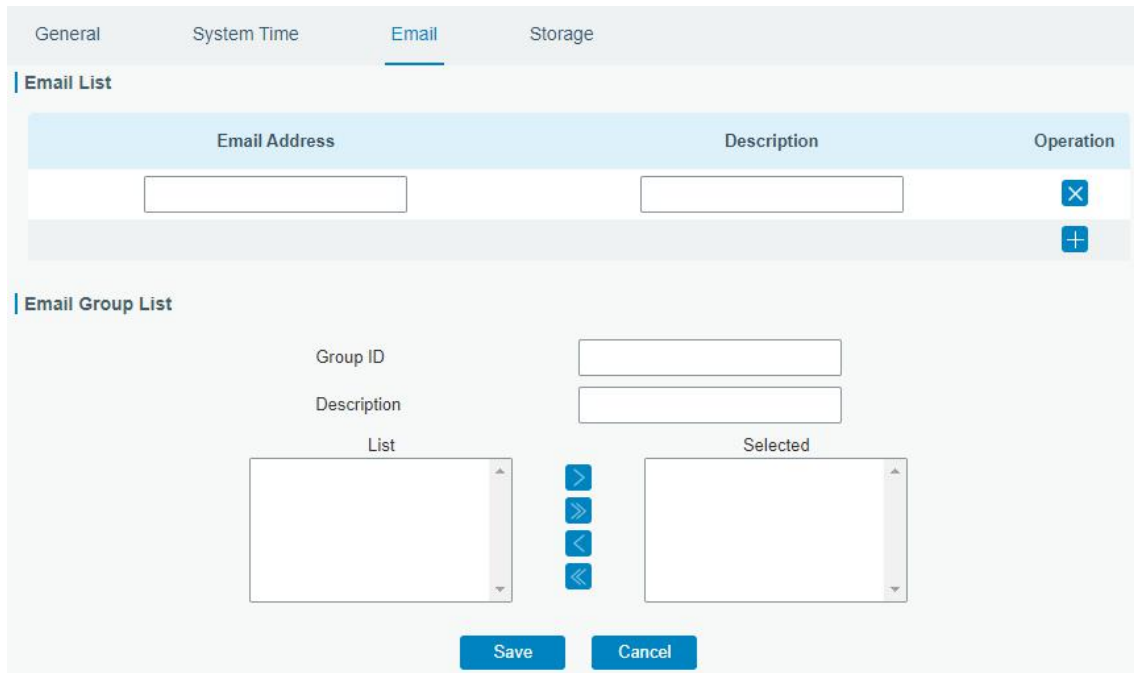 General System Time Email Storage
Email List
Email Address Description Operation
Email Group List
Group ID
Description
List Selected
Save Cancel